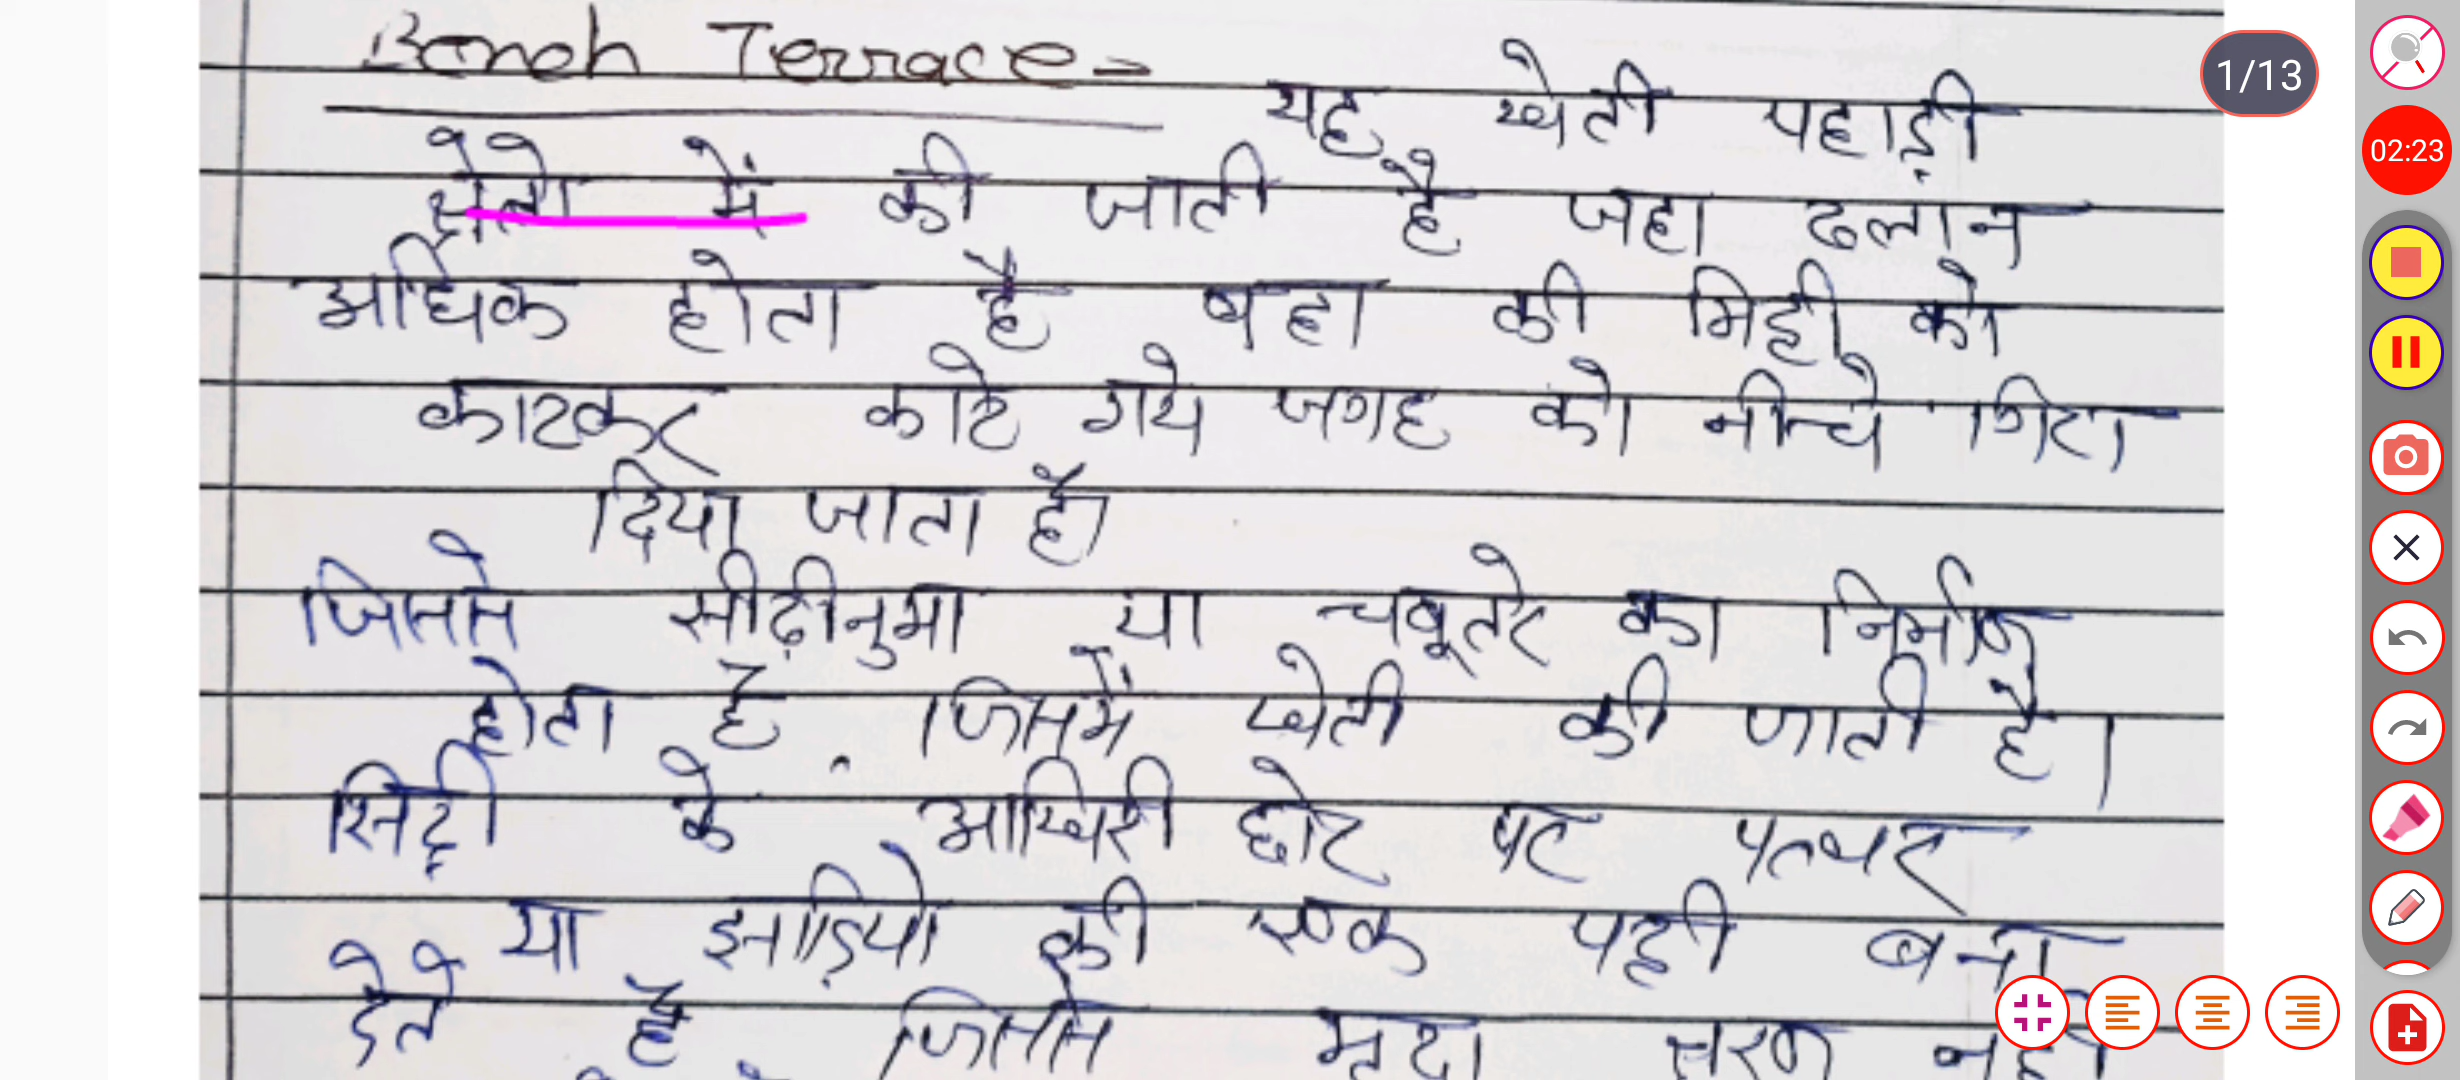 Bench Terrace -
यह खेती पहाड़ी
क्षेत्रो में की जाती है जहा ढलान
अधिक होता है वहा की मिट्टी को
काटकर काटे गये जगह को नीचे गिरा
दिया जाता है।
जिससे सीढ़ीनुमा या चबूतरे का निर्माण
होता है जिसमें खेती की जाती है।
सिढ़ी के आखिरी छोर पर पत्थर
या झाड़ियो की एक पट्टी बना
देते है जिससे मृदा सरक नही
1/13
02:23